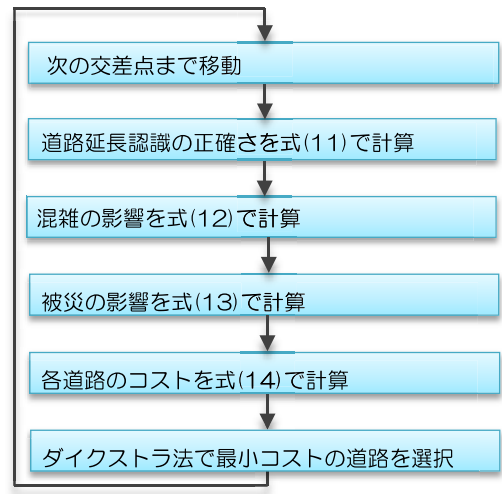 次の交差点まで移動
道路延長認識の正確さを式(11)で計算
混雑の影響を式(12)で計算
被災の影響を式(13)で計算
各道路のコストを式(14)で計算
ダイクストラ法で最小コストの道路を選択